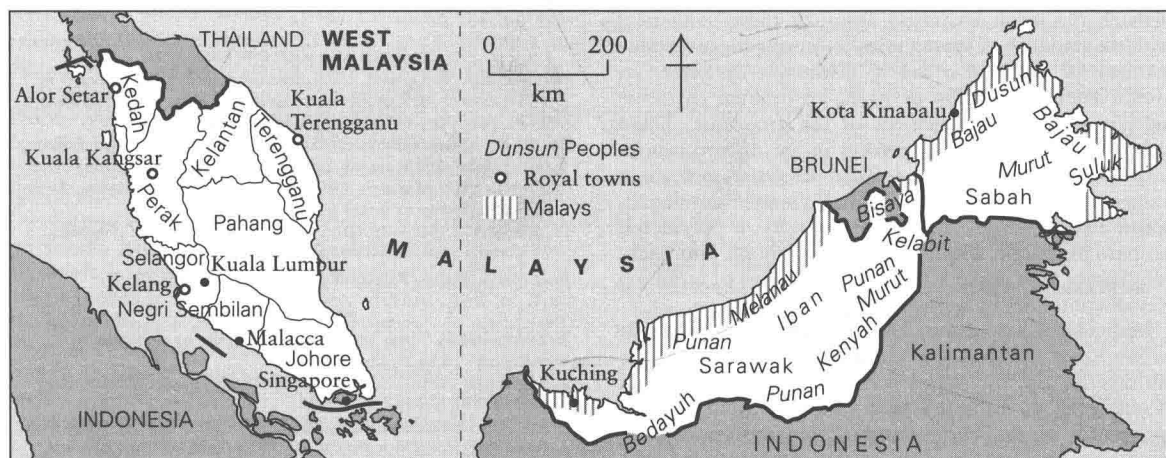 THAILAND
WEST
MALAYSIA
0 200
km
Dunsun Peoples
Royal towns
Malays
Alor Setar
Kedah
Kuala
Terengganu
Kelantan
Terengganu
Kuala Kangsar
Perak
Pahang
Selangor
Kuala Lumpur
Kelang
Negri Sembilan
Malacca
Johore
Singapore
INDONESIA
MALAYSIA
Kota Kinabalu
Dusun
Bajau
Bajau
Murut
Suluk
Sabah
BRUNEI
Bisaya
Kelabit
Punan
Murut
Melanau
Iban
Kenyah
Punan
Sarawak
Punan
Kuching
Bedayuh
Kalimantan
INDONESIA